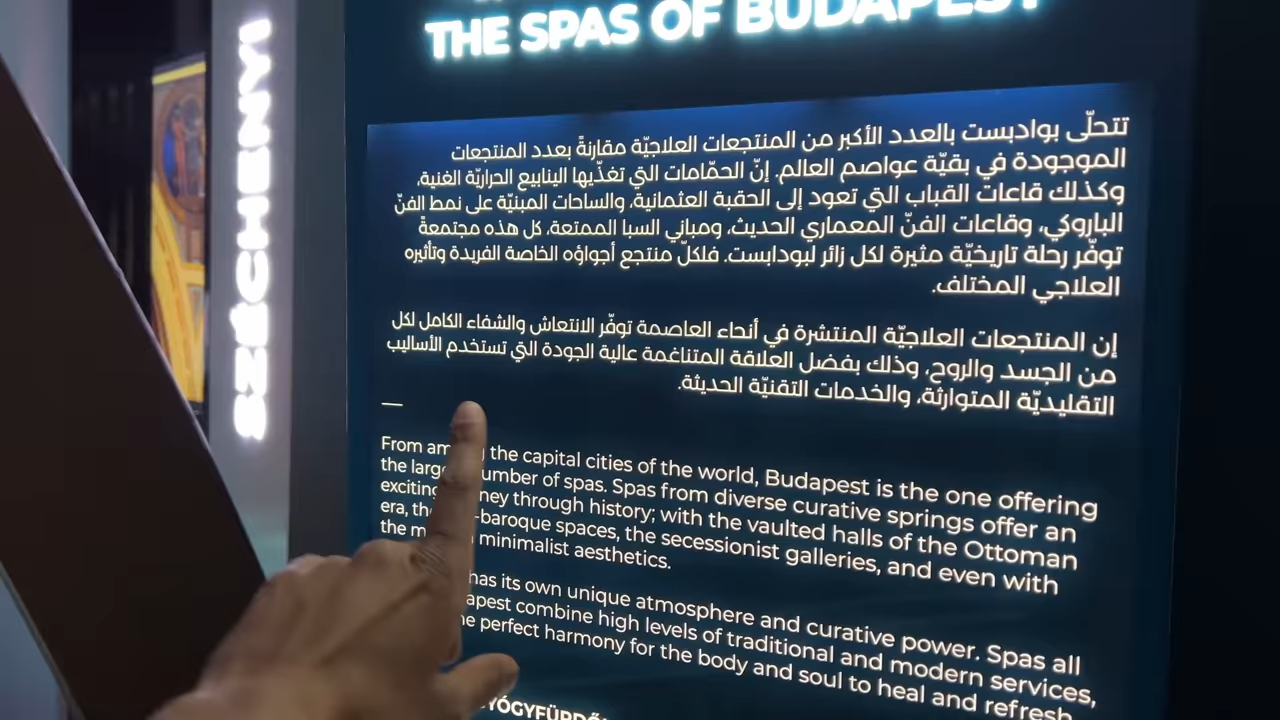 THE SPAS OF BUDAPEST
SZÉCHENYI
تتحلّى بوادبست بالعدد الأكبر من المنتجعات العلاجيّة مقارنةً بعدد المنتجعات
الموجودة في بقيّة عواصم العالم. إنّ الحمّامات التي تغذّيها الينابيع الحراريّة الغنية،
وكذلك قاعات القباب التي تعود إلى الحقبة العثمانية، والساحات المبنيّة على نمط الفنّ
الباروكي، وقاعات الفنّ المعماري الحديث، ومباني السبا الممتعة، كل هذه مجتمعةً
توفّر رحلة تاريخيّة مثيرة لكل زائر لبودابست. فلكلّ منتجع أجواؤه الخاصة الفريدة وتأثيره
العلاجي المختلف.
إن المنتجعات العلاجيّة المنتشرة في أنحاء العاصمة توفّر الانتعاش والشفاء الكامل لكل
من الجسد والروح، وذلك بفضل العلاقة المتناغمة عالية الجودة التي تستخدم الأساليب
التقليديّة المتوارثة، والخدمات التقنيّة الحديثة.
—
From the capital cities of the world, Budapest is the one offering
the number of spas. Spas from diverse curative springs offer an
exciting through history; with the vaulted halls of the Ottoman
era, -baroque spaces, the secessionist galleries, and even with
the minimalist aesthetics.
has its own unique atmosphere and curative power. Spas all
combine high levels of traditional and modern services,
perfect harmony for the body and soul to heal and refresh